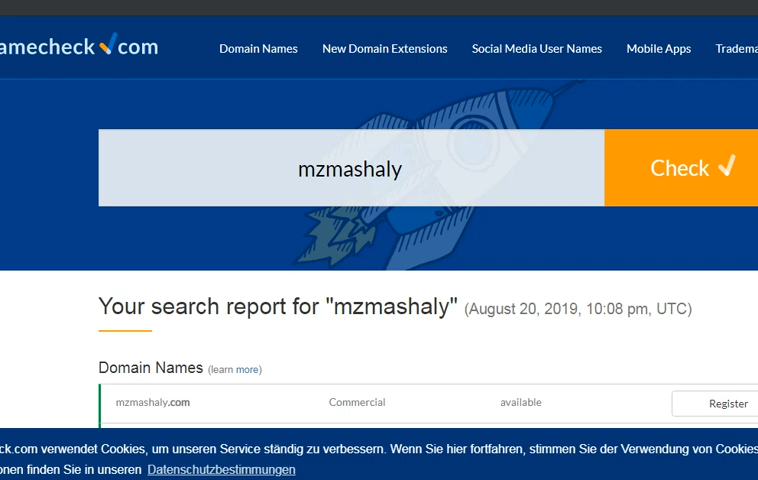 amecheck com
Domain Names New Domain Extensions Social Media User Names Mobile Apps Tradema
mzmashaly Check
Your search report for "mzmashaly" (August 20, 2019, 10:08 pm, UTC)
Domain Names (learn more)
mzmashaly.com Commercial available Register
ck.com verwendet Cookies, um unseren Service ständig zu verbessern. Wenn Sie hier fortfahren, stimmen Sie der Verwendung von Cookies
onen finden Sie in unseren Datenschutzbestimmungen